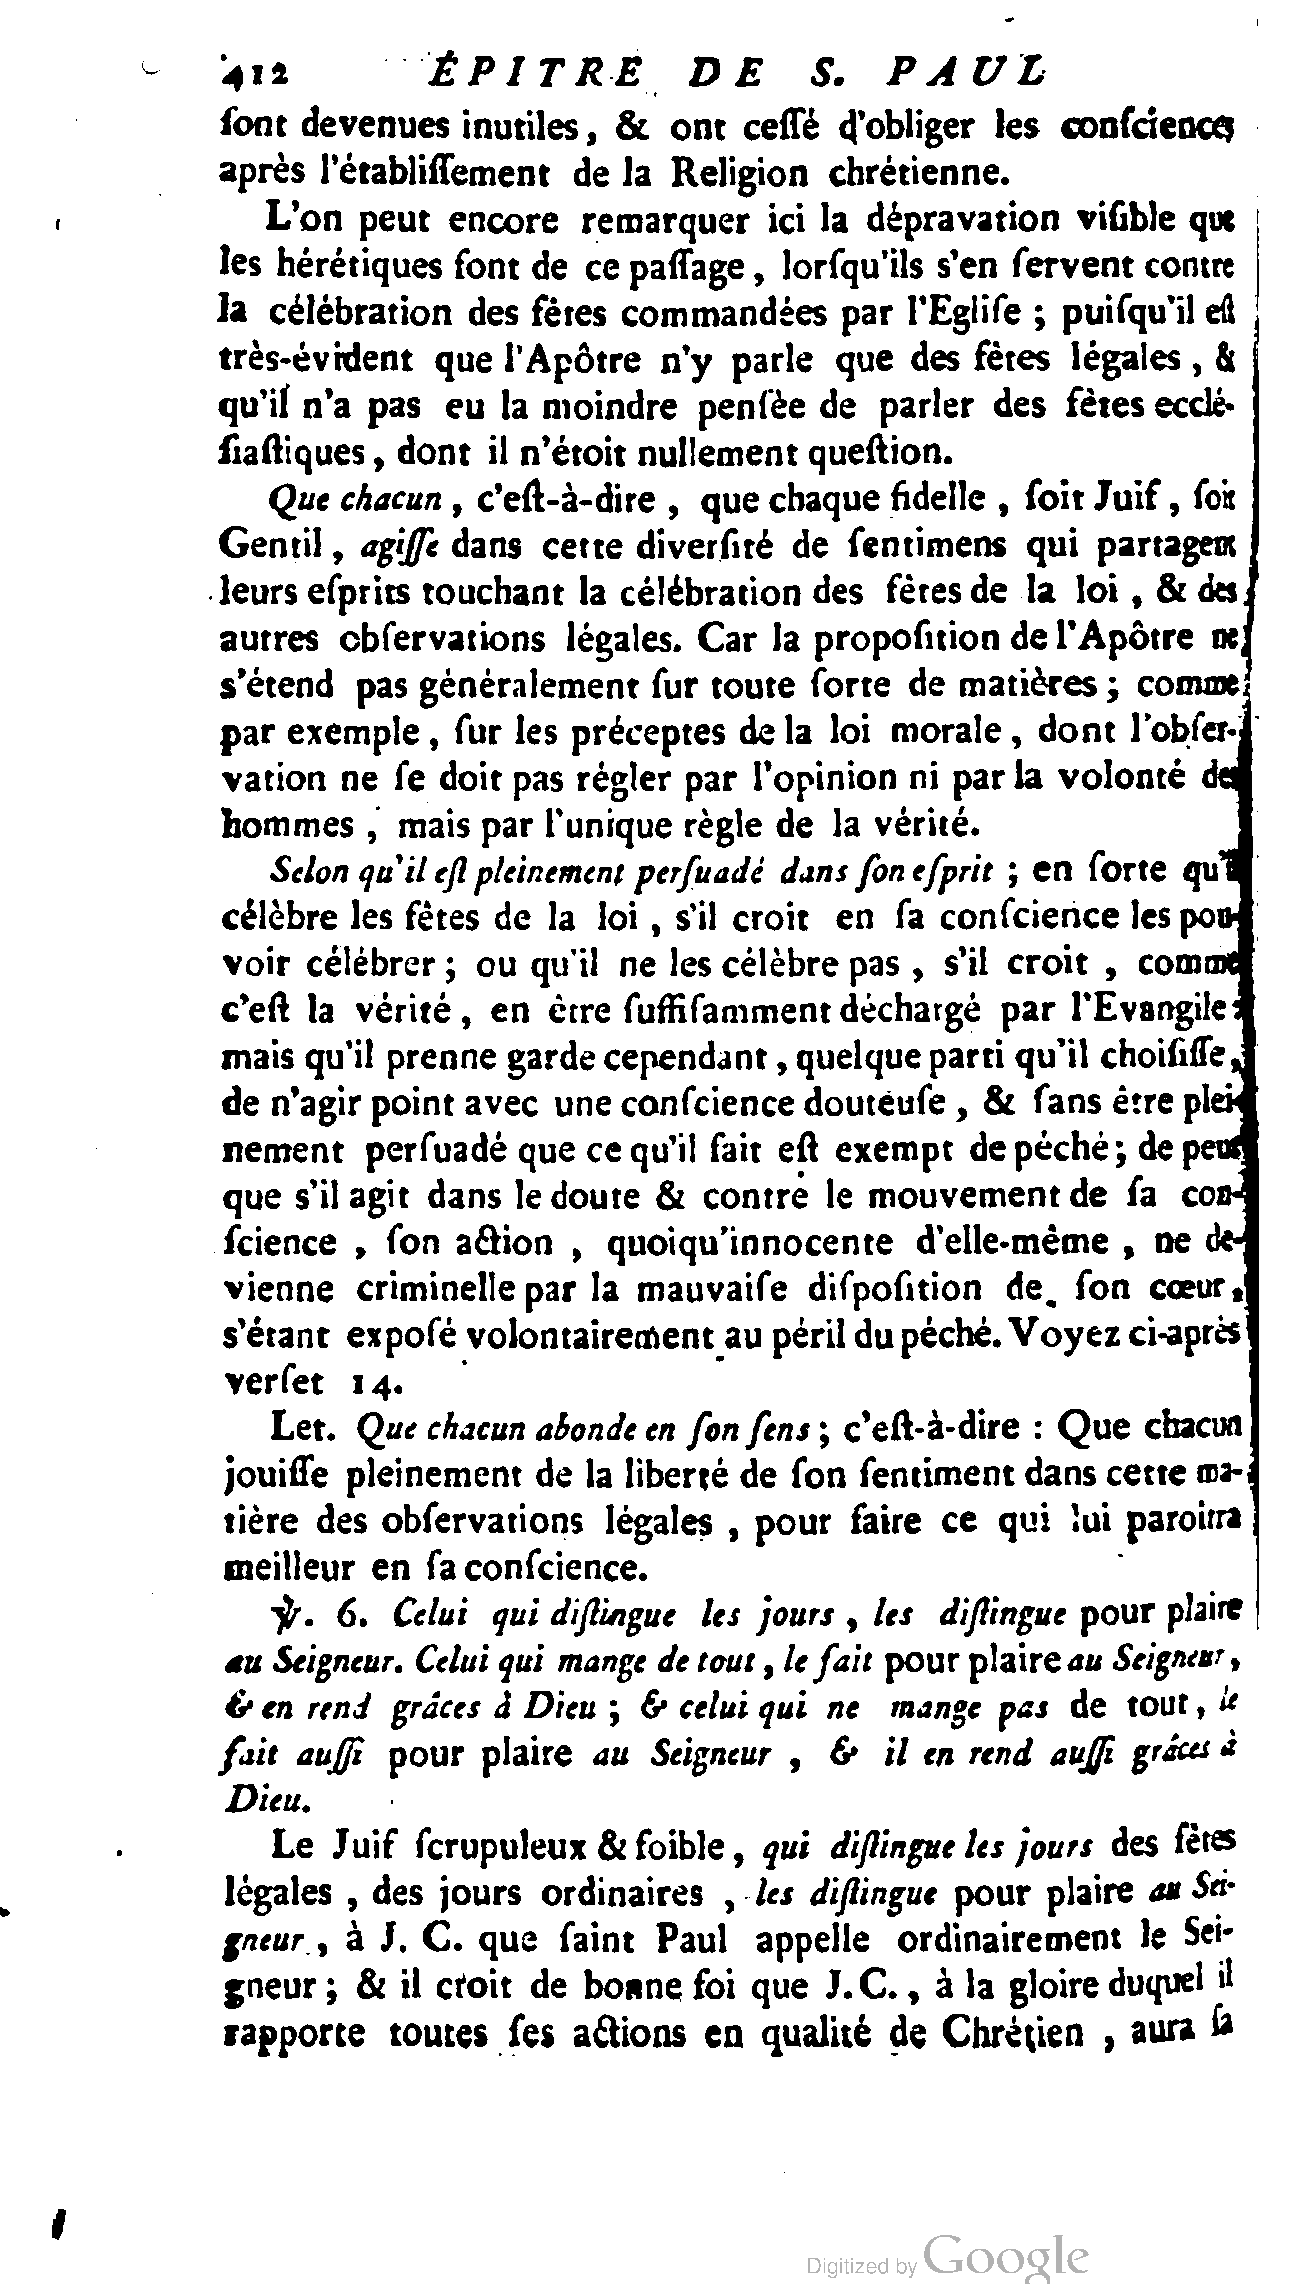 412 ÉPITRE DE S. PAUL
ſont devenues inutiles, & ont ceſſé d'obliger les conſciences
après l'établiſſement de la Religion chrétienne.
L'on peut encore remarquer ici la dépravation viſible que
les hérétiques font de ce paſſage, lorſqu'ils s'en ſervent contre
la célébration des fêtes commandées par l'Egliſe ; puiſqu'il eſt
très-évident que l'Apôtre n'y parle que des fêtes légales, &
qu'il n'a pas eu la moindre penſée de parler des fêtes eccle-
ſiaſtiques, dont il n'étoit nullement queſtion.
Que chacun, c'eſt-à-dire, que chaque fidelle, ſoit Juif, ſoit
Gentil, agiſſe dans cette diverſité de ſentimens qui partagent
leurs eſprits touchant la célébration des fêtes de la loi, & des
autres obſervations légales. Car la propoſition de l'Apôtre ne
s'étend pas généralement ſur toute ſorte de matières ; comme
par exemple, ſur les préceptes de la loi morale, dont l'obſer-
vation ne ſe doit pas régler par l'opinion ni par la volonté des
hommes, mais par l'unique règle de la vérité.
Selon qu'il eſt pleinement perſuadé dans ſon eſprit ; en ſorte qu'il
célèbre les fêtes de la loi, s'il croit en ſa conſcience les pou-
voir célébrer ; ou qu'il ne les célèbre pas, s'il croit, comme
c'eſt la vérité, en être ſuffiſamment déchargé par l'Evangile ;
mais qu'il prenne garde cependant, quelque parti qu'il choiſiſſe,
de n'agir point avec une conſcience douteuſe, & ſans être plei-
nement perſuadé que ce qu'il fait eſt exempt de péché ; de peur
que s'il agit dans le doute & contre le mouvement de ſa con-
ſcience, ſon action, quoiqu'innocente d'elle-même, ne de-
vienne criminelle par la mauvaiſe diſpoſition de ſon cœur,
s'étant expoſé volontairement au péril du péché. Voyez ci-après
verſet 14.
Let. Que chacun abonde en ſon ſens ; c'eſt-à-dire : Que chacun
jouiſſe pleinement de la liberté de ſon ſentiment dans cette ma-
tière des obſervations légales, pour faire ce qui lui paroitra
meilleur en ſa conſcience.
℣. 6. Celui qui diſtingue les jours, les diſtingue pour plaire
au Seigneur. Celui qui mange de tout, le fait pour plaire au Seigneur,
& en rend grâces à Dieu ; & celui qui ne mange pas de tout, le
fait auſſi pour plaire au Seigneur, & il en rend auſſi grâces à
Dieu.
Le Juif ſcrupuleux & foible, qui diſtingue les jours des fêtes
légales, des jours ordinaires, les diſtingue pour plaire au Sei-
gneur, à J. C. que ſaint Paul appelle ordinairement le Sei-
gneur ; & il croit de bonne foi que J. C., à la gloire duquel il
rapporte toutes ſes actions en qualité de Chrétien, aura ſa
Digitized by Google